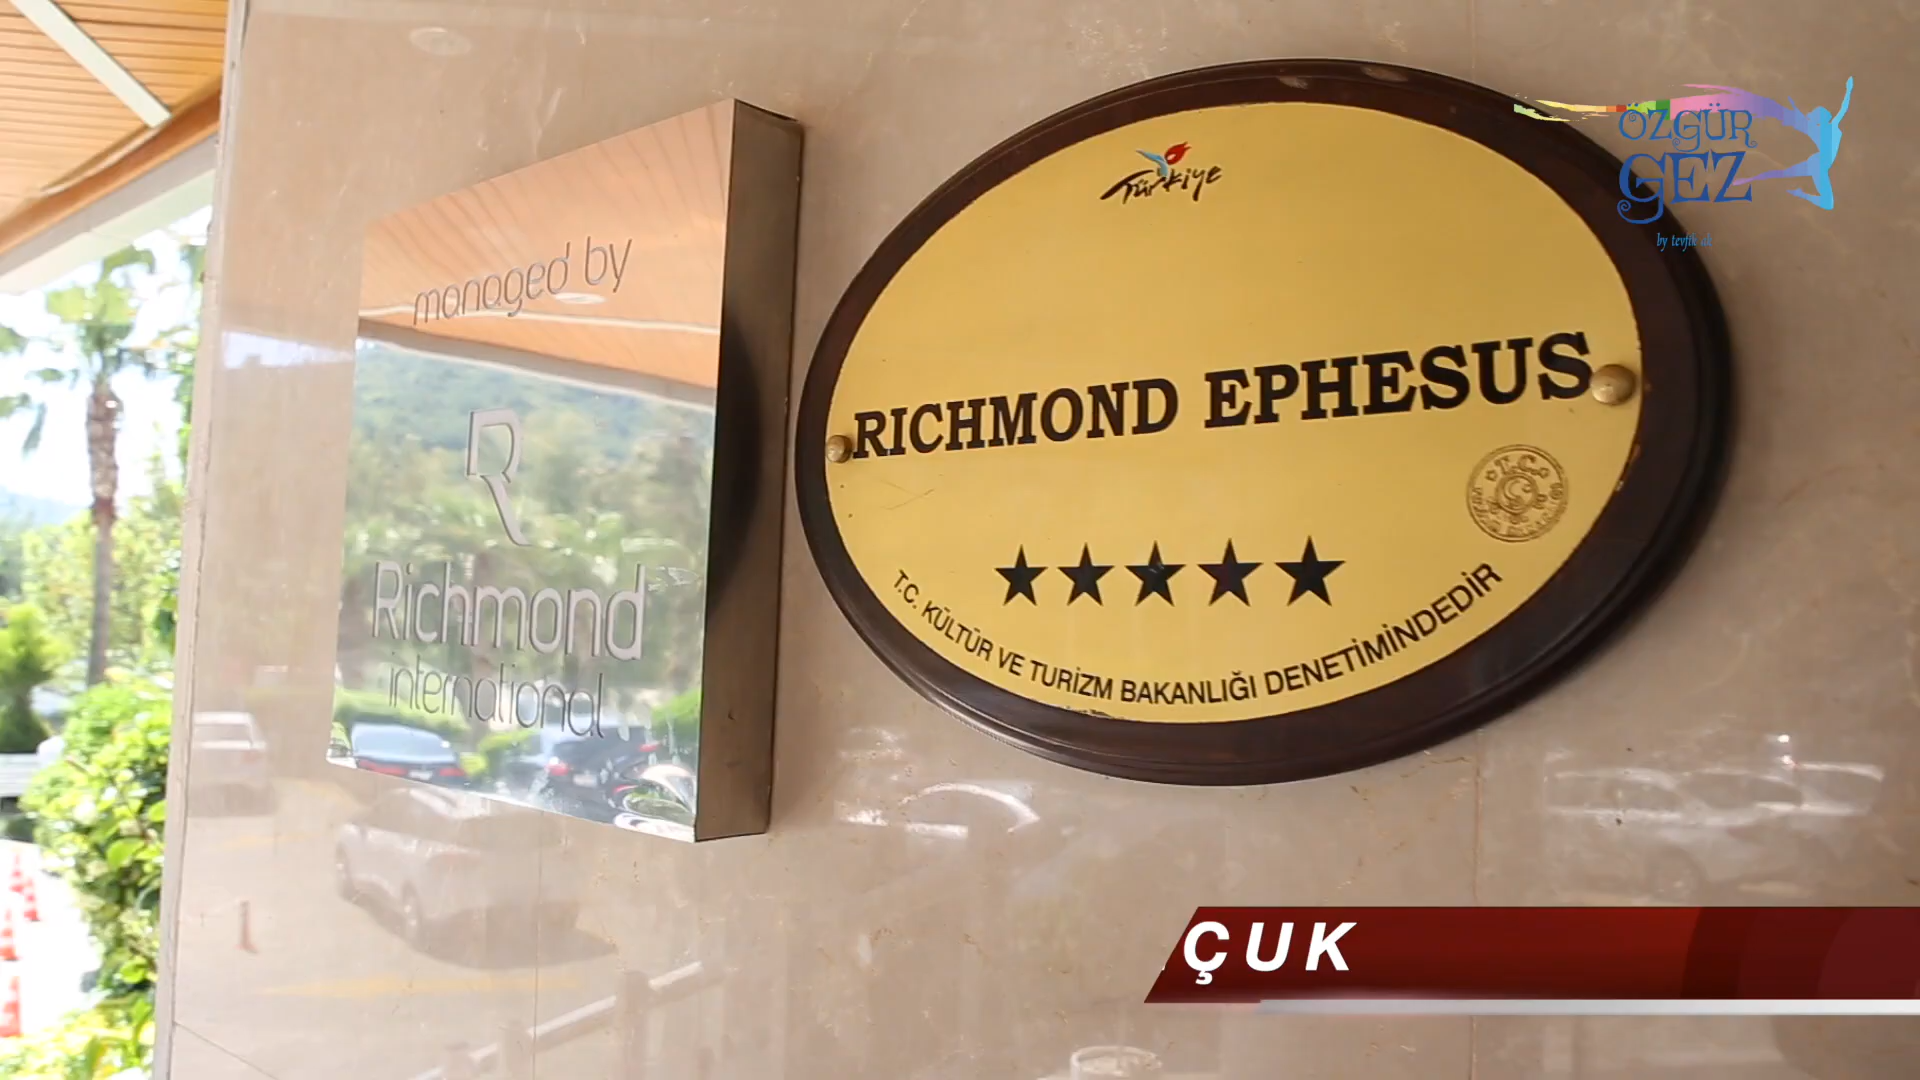 managed by
R
Richmond
international
Türkiye
RICHMOND EPHESUS
T.C.
T.C. KÜLTÜR VE TURİZM BAKANLIĞI DENETİMİNDEDİR
ÖZGÜR
GEZ
by tevfik ak
ÇUK